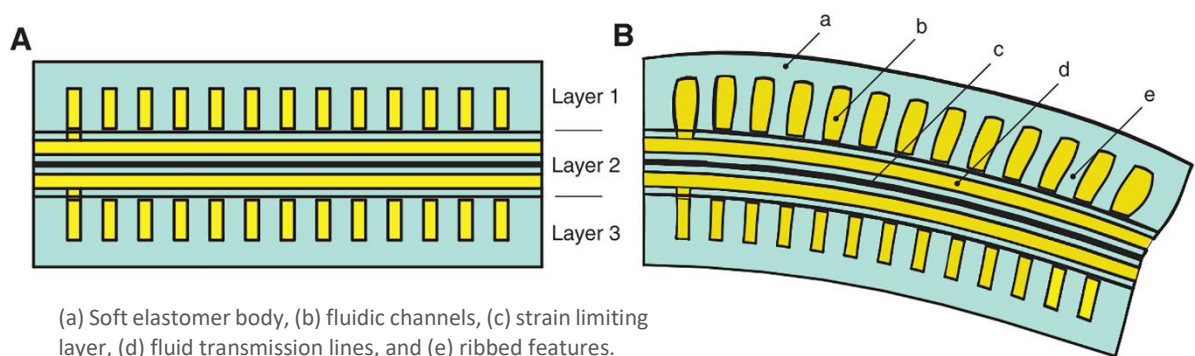 A
Layer 1
Layer 2
Layer 3
B
a
b
c
d
e
(a) Soft elastomer body, (b) fluidic channels, (c) strain limiting
layer, (d) fluid transmission lines, and (e) ribbed features.